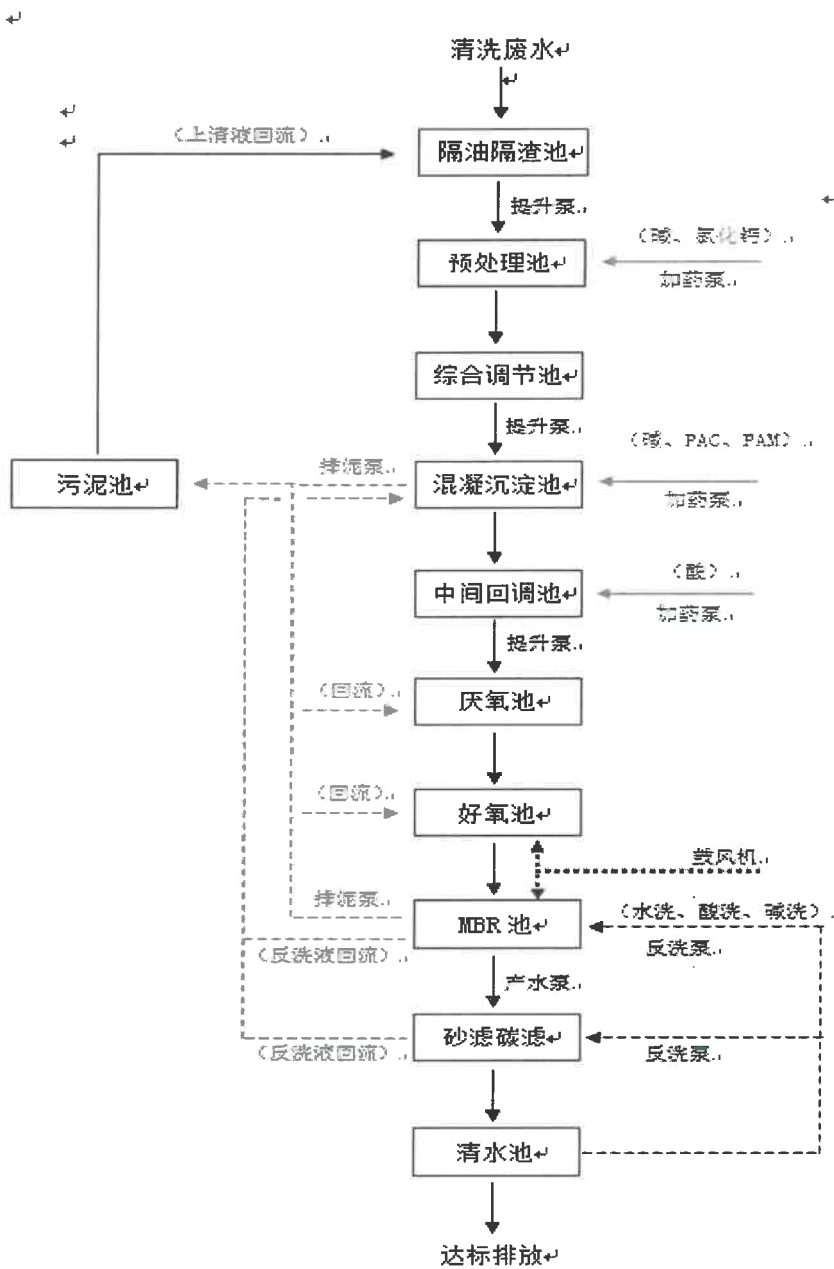 清洗废水
（上清液回流）
隔油隔渣池
提升泵
（碱、氯化钙）
预处理池
加药泵
综合调节池
提升泵
（碱、PAC、PAM）
排泥泵
污泥池
混凝沉淀池
加药泵
（酸）
中间回调池
加药泵
提升泵
（回流）
厌氧池
（回流）
好氧池
鼓风机
排泥泵
（水洗、酸洗、碱洗）
MBR 池
（反洗液回流）
反洗泵
产水泵
砂滤碳滤
（反洗液回流）
反洗泵
清水池
达标排放